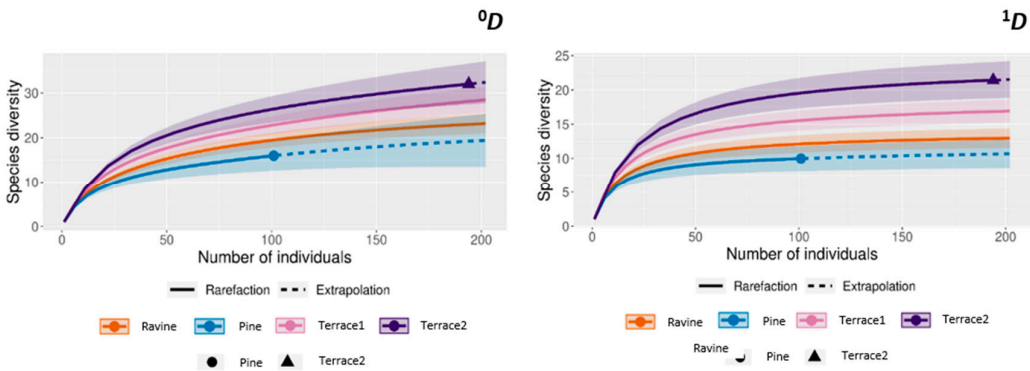 ⁰D
Species diversity
30
20
10
0
0
50
100
150
200
Number of individuals
Rarefaction
Extrapolation
Ravine
Pine
Terrace1
Terrace2
Pine
Terrace2
¹D
Species diversity
25
20
15
10
5
0
0
50
100
150
200
Number of individuals
Rarefaction
Extrapolation
Ravine
Pine
Terrace1
Terrace2
Ravine
Pine
Terrace2